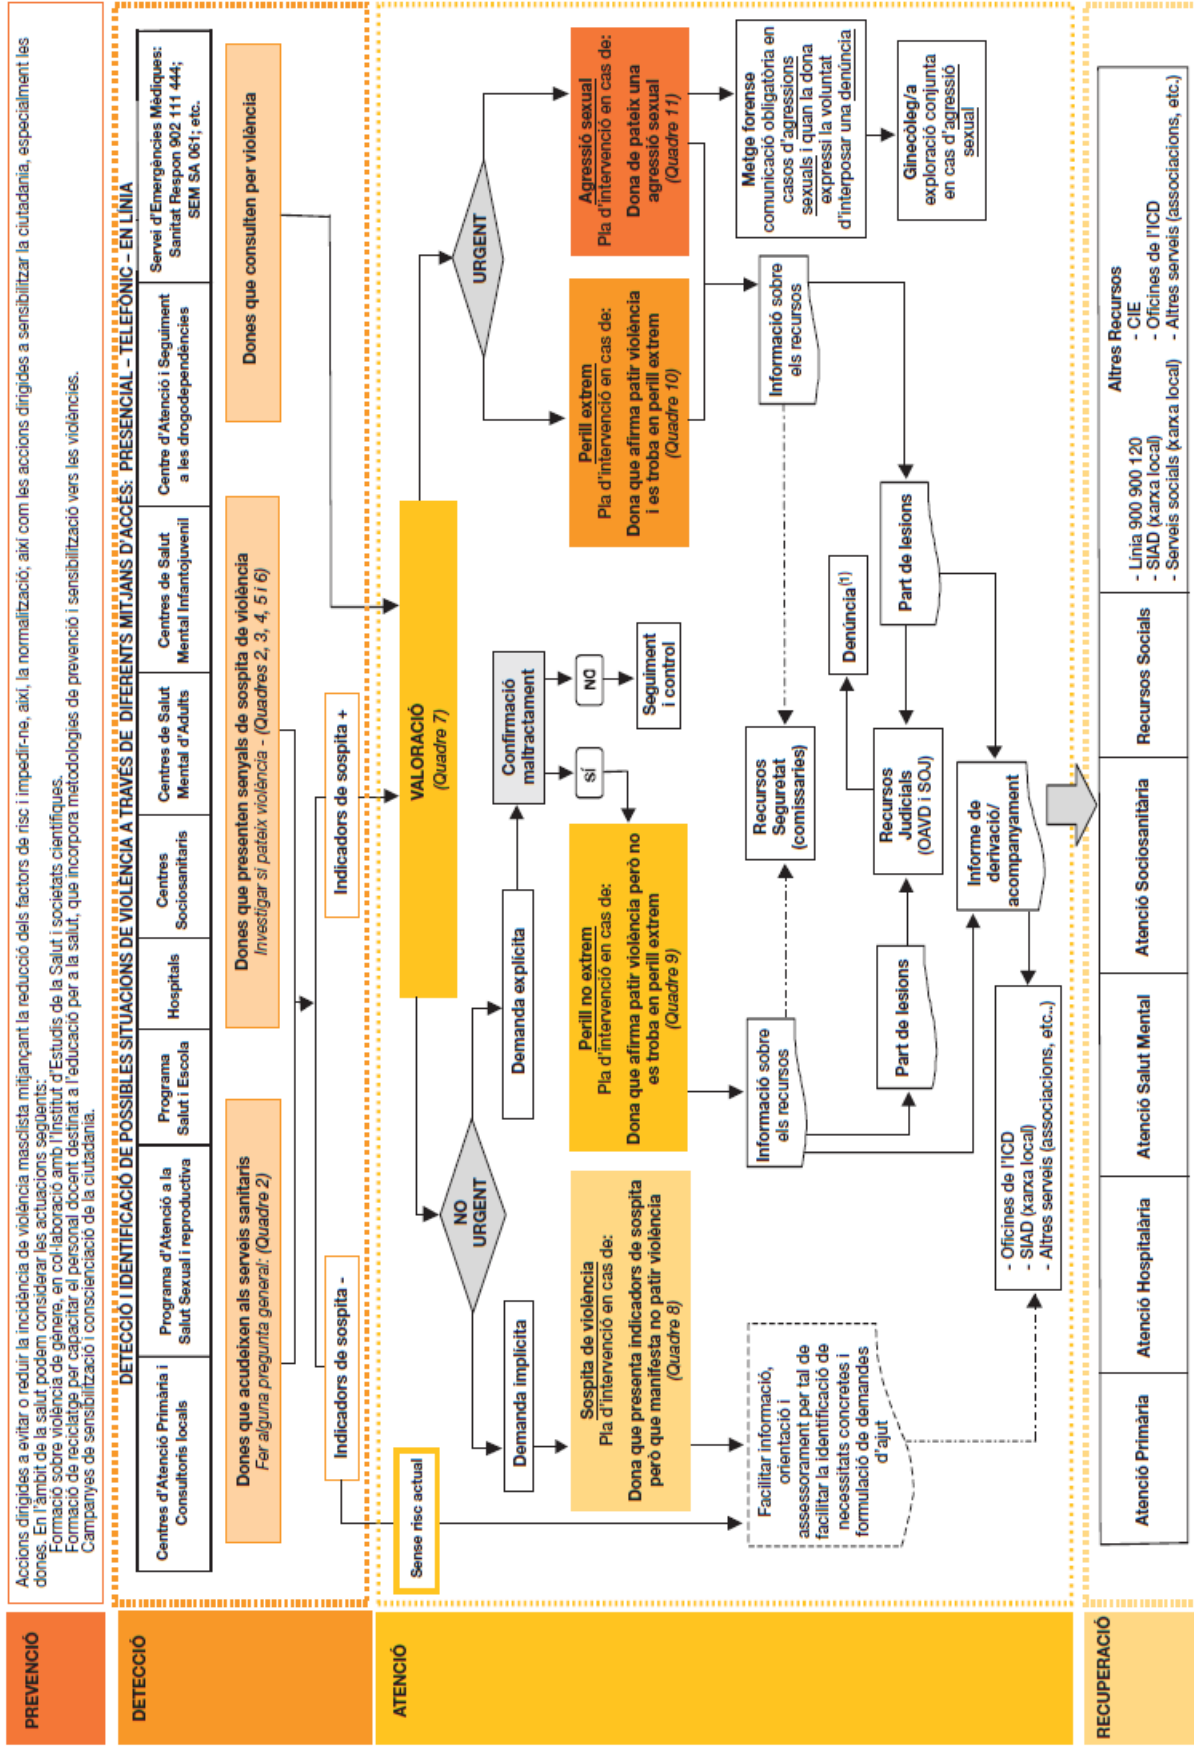 PREVENCIÓ
Accions dirigides a evitar o reduir la incidència de violència masclista mitjançant la reducció dels factors de risc i impedir-ne, així, la normalització; així com les accions dirigides a sensibilitzar la ciutadania, especialment les
dones. En l'àmbit de la salut podem considerar les actuacions següents:
Formació sobre violència de gènere, en col·laboració amb l'Institut d'Estudis de la Salut i societats científiques.
Formació de reciclatge per capacitar el personal docent destinat a l'educació per a la salut, que incorpora metodologies de prevenció i sensibilització vers les violències.
Campanyes de sensibilització i conscienciació de la ciutadania.
DETECCIÓ
DETECCIÓ I IDENTIFICACIÓ DE POSSIBLES SITUACIONS DE VIOLÈNCIA A TRAVÉS DE DIFERENTS MITJANS D'ACCÉS: PRESENCIAL – TELEFÒNIC – EN LÍNIA
Centres d'Atenció Primària i
Consultoris locals
Programa d'Atenció a la
Salut Sexual i reproductiva
Programa
Salut i Escola
Hospitals
Centres
Sociosanitaris
Centres de Salut
Mental d'Adults
Centres de Salut
Mental Infantojuvenil
Centre d'Atenció i Seguiment
a les drogodependències
Servei d'Emergències Mèdiques:
Sanitat Respon 902 111 444;
SEM SA 061; etc.
Dones que acudeixen als serveis sanitaris
Fer alguna pregunta general: (Quadre 2)
Dones que presenten senyals de sospita de violència
Investigar si pateix violència - (Quadres 2, 3, 4, 5 i 6)
Dones que consulten per violència
Indicadors de sospita -
Indicadors de sospita +
ATENCIÓ
Sense risc actual
VALORACIÓ
(Quadre 7)
NO
URGENT
URGENT
Demanda implícita
Demanda explícita
Confirmació
maltractament
SÍ
NO
Seguiment
i control
Sospita de violència
Pla d'intervenció en cas de:
Dona que presenta indicadors de sospita
però que manifesta no patir violència
(Quadre 8)
Perill no extrem
Pla d'intervenció en cas de:
Dona que afirma patir violència però no
es troba en perill extrem
(Quadre 9)
Perill extrem
Pla d'intervenció en cas de:
Dona que afirma patir violència
i es troba en perill extrem
(Quadre 10)
Agressió sexual
Pla d'intervenció en cas de:
Dona de pateix una
agressió sexual
(Quadre 11)
Facilitar informació,
orientació i
assessorament per tal de
facilitar la identificació de
necessitats concretes i
formulació de demandes
d'ajut
Informació sobre
els recursos
Recursos
Seguretat
(comissaries)
Informació sobre
els recursos
Metge forense
comunicació obligatòria en
casos d'agressions
sexuals i quan la dona
expressi la voluntat
d'interposar una denúncia
Ginecòleg/a
exploració conjunta
en cas d'agressió
sexual
Part de lesions
Recursos
Judicials
(OAVD i SOJ)
Denúncia (1)
Part de lesions
Informe de
derivació/
acompanyament
- Oficines de l'ICD
- SIAD (xarxa local)
- Altres serveis (associacions, etc..)
RECUPERACIÓ
Atenció Primària
Atenció Hospitalària
Atenció Salut Mental
Atenció Sociosanitària
Recursos Socials
Altres Recursos
- Línia 900 900 120
- SIAD (xarxa local)
- Serveis socials (xarxa local)
- CIE
- Oficines de l'ICD
- Altres serveis (associacions, etc.)